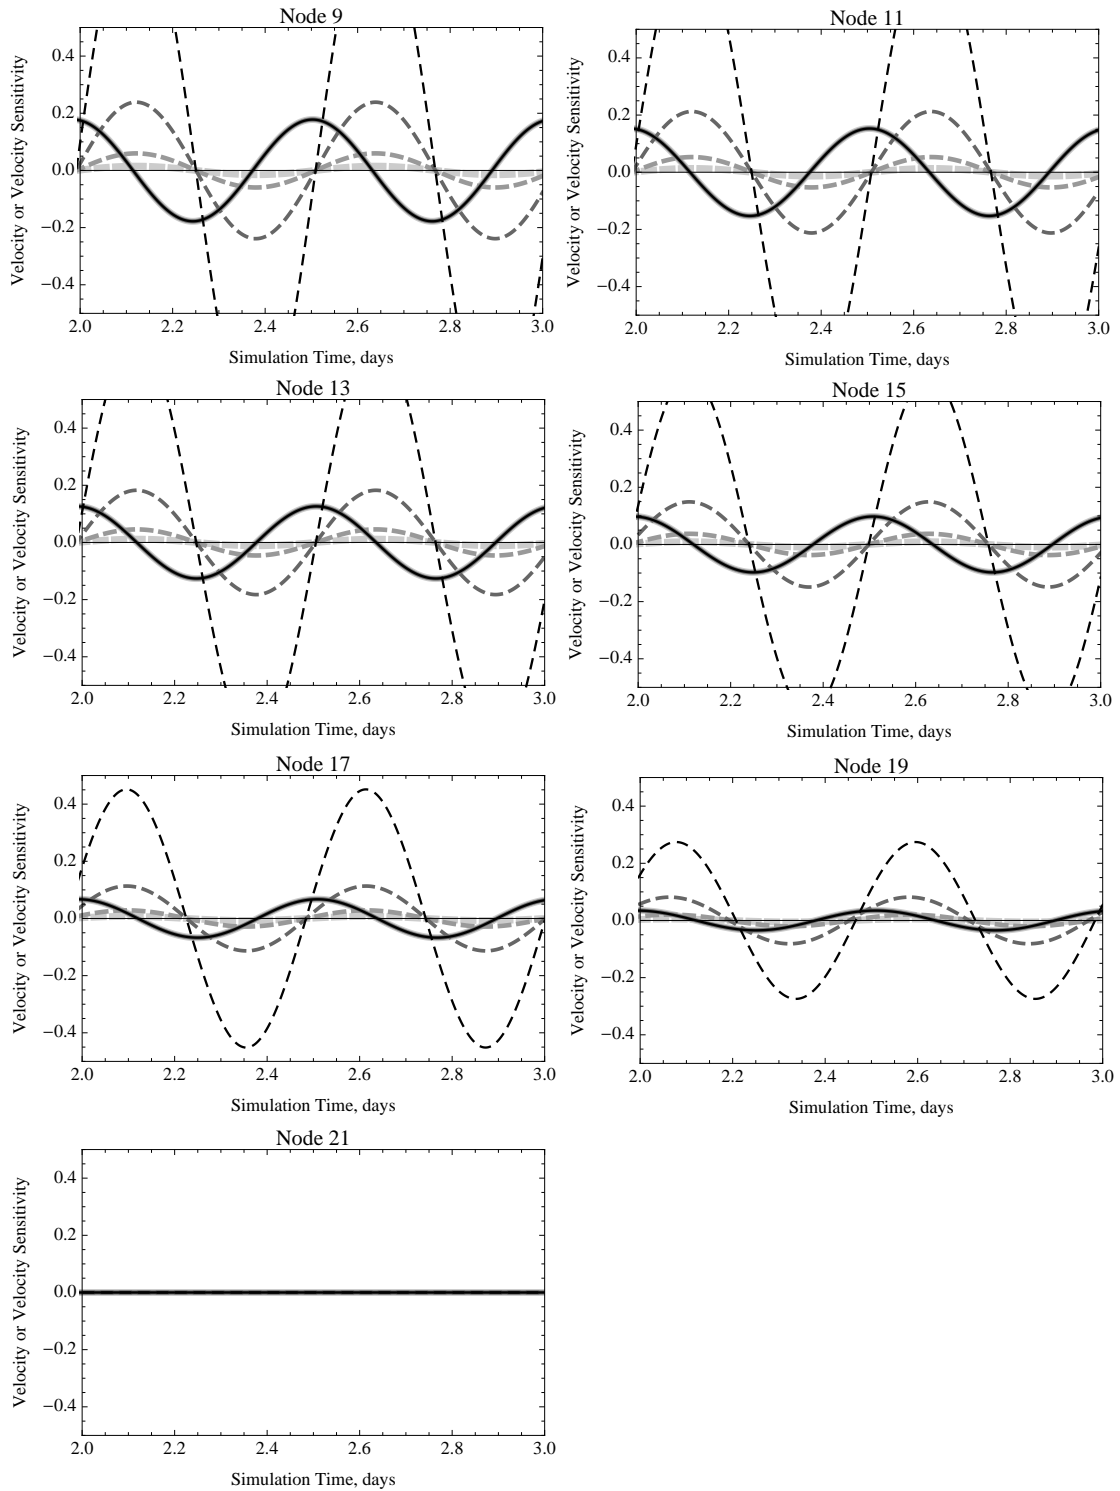 Node 9
Velocity or Velocity Sensitivity
0.4
0.2
0.0
−0.2
−0.4
2.0 2.2 2.4 2.6 2.8 3.0
Simulation Time, days
Node 11
Velocity or Velocity Sensitivity
0.4
0.2
0.0
−0.2
−0.4
2.0 2.2 2.4 2.6 2.8 3.0
Simulation Time, days
Node 13
Velocity or Velocity Sensitivity
0.4
0.2
0.0
−0.2
−0.4
2.0 2.2 2.4 2.6 2.8 3.0
Simulation Time, days
Node 15
Velocity or Velocity Sensitivity
0.4
0.2
0.0
−0.2
−0.4
2.0 2.2 2.4 2.6 2.8 3.0
Simulation Time, days
Node 17
Velocity or Velocity Sensitivity
0.4
0.2
0.0
−0.2
−0.4
2.0 2.2 2.4 2.6 2.8 3.0
Simulation Time, days
Node 19
Velocity or Velocity Sensitivity
0.4
0.2
0.0
−0.2
−0.4
2.0 2.2 2.4 2.6 2.8 3.0
Simulation Time, days
Node 21
Velocity or Velocity Sensitivity
0.4
0.2
0.0
−0.2
−0.4
2.0 2.2 2.4 2.6 2.8 3.0
Simulation Time, days